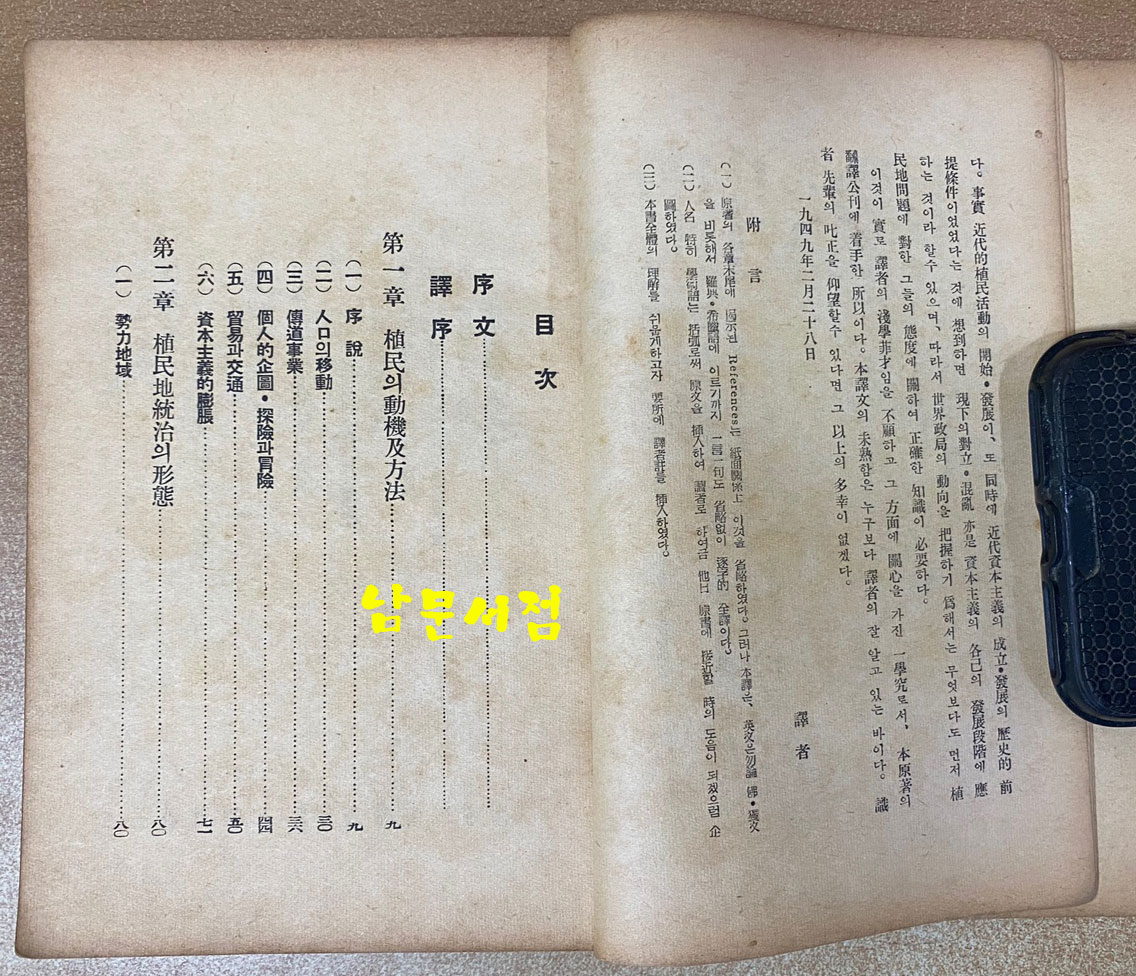 다。事實 近代的植民活動의 開始·發展이、또 同時에 近代資本主義의 成立·發展의 歷史的 前
提條件이었었다는 것에 想到하면 現下의對立·混亂 亦是 資本主義의 各己의 發展段階에 應
하는 것이라 할수 있으며、따라서 世界政局의 動向을 把握하기 爲해서는 무엇보다도 먼저 植
民地問題에 對한 그들의 態度에 關하여 正確한 知識이 必要하다。
이것이 實로 譯者의 淺學菲才임을 不顧하고 그 方面에 關心을 가진 一學究로서、本原著의
飜譯公刊에 着手한 所以이다。本譯文의 未熟함은 누구보다 譯者의 잘 알고 있는 바이다。識
者 先輩의 叱正을 仰望할수 있다면 그 以上의 多幸이 없겠다。
一九四九年二月二十八日
譯者
附言
(一) 原著의 各章末尾에 揭示된 References는 紙面關係上 이것을 省略하였다。그러나 本譯은、英文은勿論 佛·獨文
을 비롯해서 羅典·希臘語에 이르기까지 一言一句도 省略없이 逐字的 全譯이다。
(二) 人名 特히 學術語는 括弧로써 原文을 揷入하여 讀者로 하여금 他日 原書에 接近할 時의 도움이 되겠으럼 企
圖하였다。
(三) 本書全體의 理解를 쉬웁게하고자 要所에 譯者註를 揷入하였다。
目次
序文
譯序
第一章 植民의動機及方法 九
(一) 序說 九
(二) 人口의移動 三〇
(三) 傳道事業 三六
(四) 個人的企圖·探險과冒險 四四
(五) 貿易과交通 五〇
(六) 資本主義的膨脹 七一
第二章 植民地統治의形態 八〇
(一) 勢力地域 八〇
남문서점